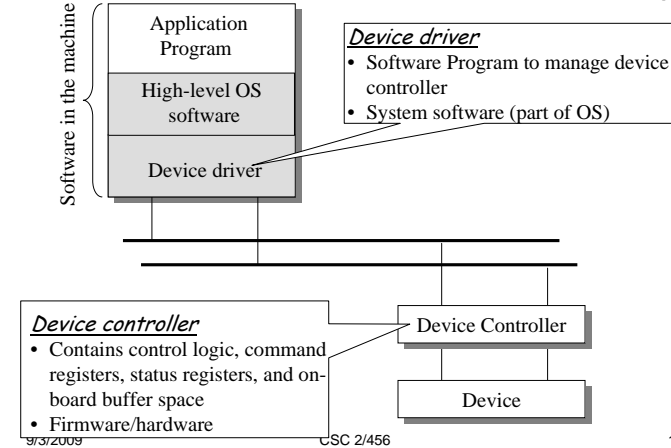 Software in the machine
Application
Program
High-level OS
software
Device driver
Device driver
• Software Program to manage device
controller
• System software (part of OS)
Device controller
• Contains control logic, command
registers, status registers, and on-
board buffer space
• Firmware/hardware
Device Controller
Device
9/3/2009
CSC 2/456